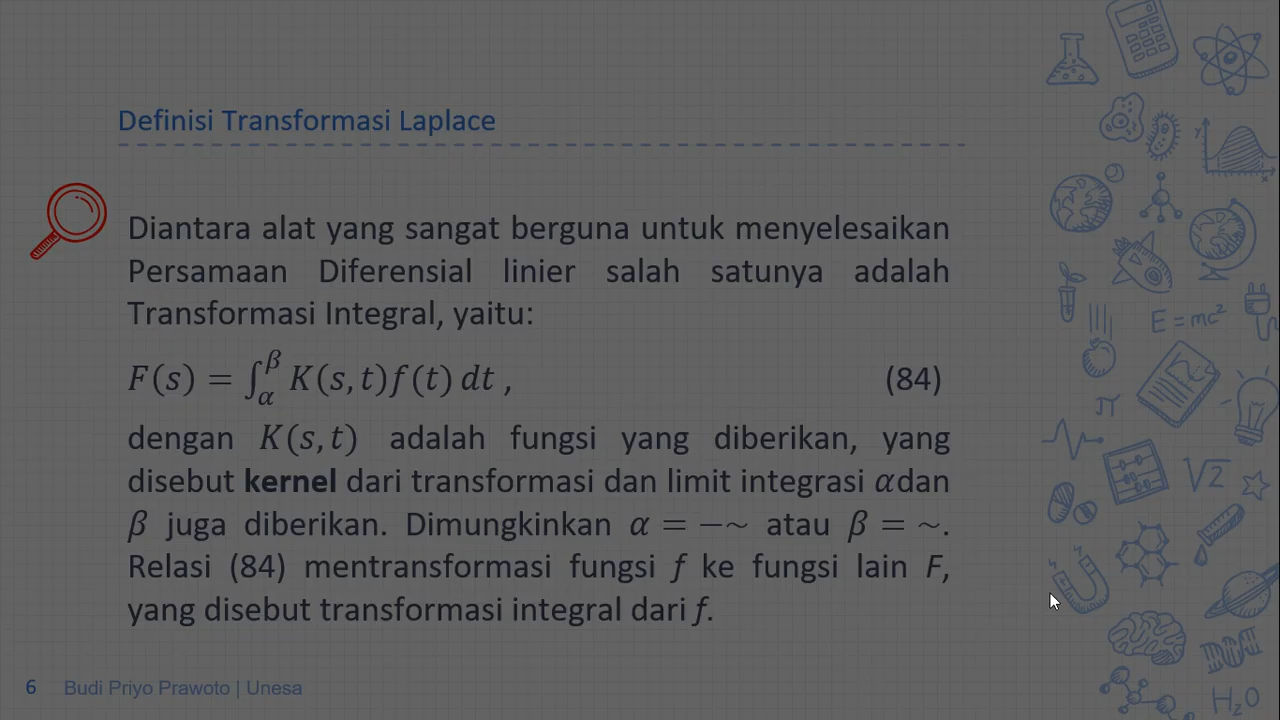 Definisi Transformasi Laplace
Diantara alat yang sangat berguna untuk menyelesaikan
Persamaan Diferensial linier salah satunya adalah
Transformasi Integral, yaitu:
F(s) = ∫_α^β K(s, t)f(t) dt , (84)
dengan K(s, t) adalah fungsi yang diberikan, yang
disebut kernel dari transformasi dan limit integrasi αdan
β juga diberikan. Dimungkinkan α = −~ atau β = ~.
Relasi (84) mentransformasi fungsi f ke fungsi lain F,
yang disebut transformasi integral dari f.
6 Budi Priyo Prawoto | Unesa
y
x
E = mc²
π
√2
H₂O